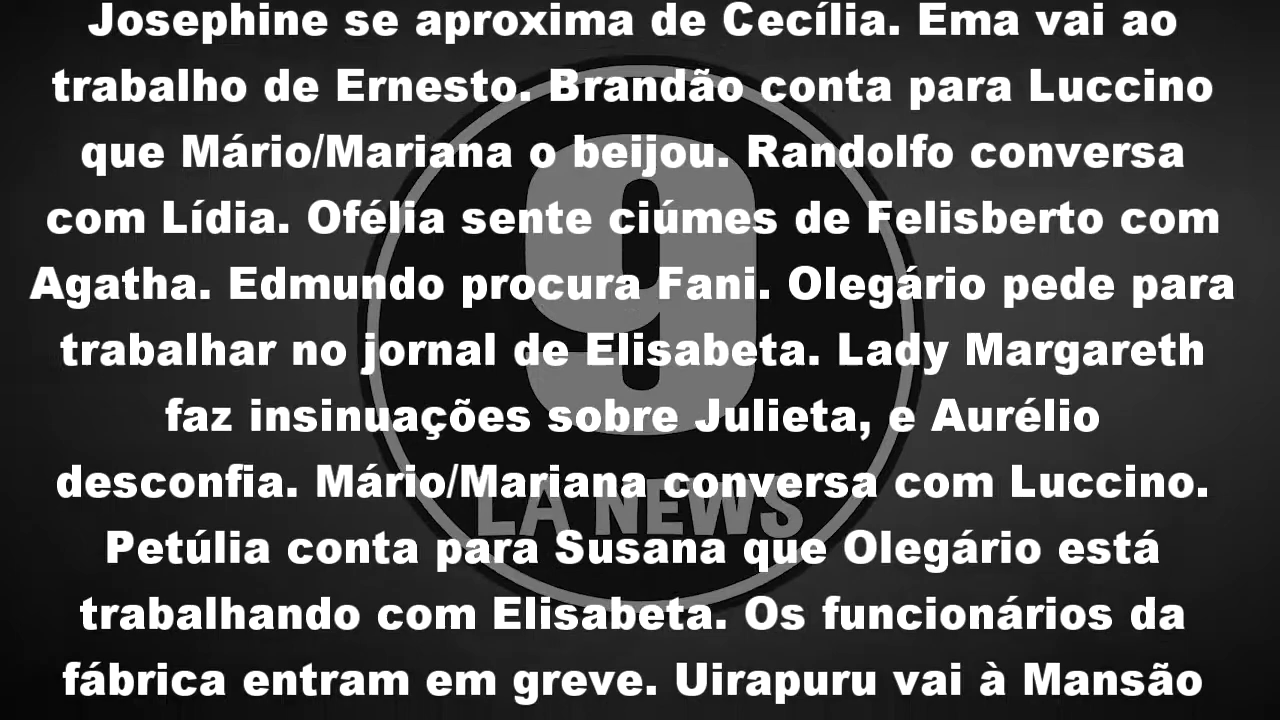 Josephine se aproxima de Cecília. Ema vai ao
trabalho de Ernesto. Brandão conta para Luccino
que Mário/Mariana o beijou. Randolfo conversa
com Lídia. Ofélia sente ciúmes de Felisberto com
Agatha. Edmundo procura Fani. Olegário pede para
trabalhar no jornal de Elisabeta. Lady Margareth
faz insinuações sobre Julieta, e Aurélio
desconfia. Mário/Mariana conversa com Luccino.
Petúlia conta para Susana que Olegário está
trabalhando com Elisabeta. Os funcionários da
fábrica entram em greve. Uirapuru vai à Mansão
9
LA NEWS